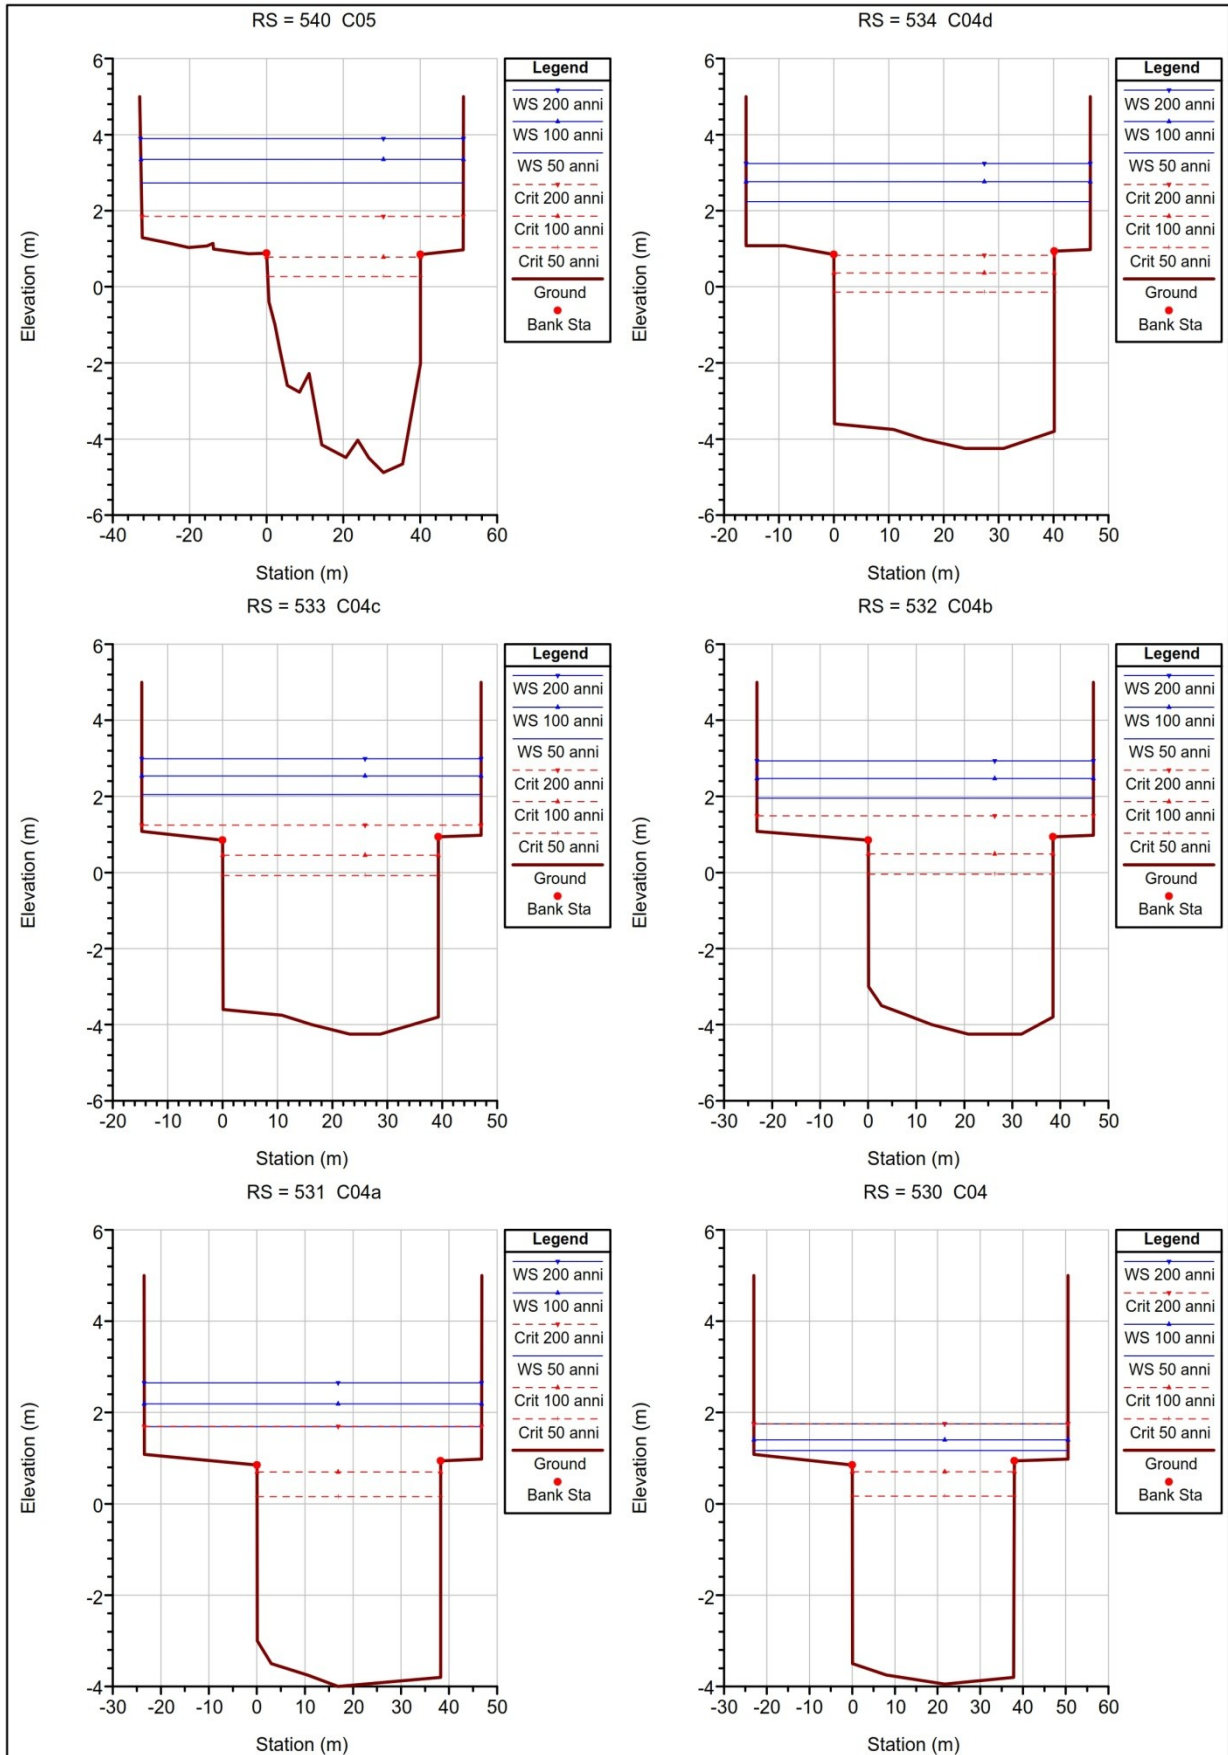 RS = 540 C05
Elevation (m)
6
4
2
0
-2
-4
-6
-40
-20
0
20
40
60
Station (m)
Legend
WS 200 anni
WS 100 anni
WS 50 anni
Crit 200 anni
Crit 100 anni
Crit 50 anni
Ground
Bank Sta
RS = 534 C04d
Elevation (m)
6
4
2
0
-2
-4
-6
-20
-10
0
10
20
30
40
50
Station (m)
Legend
WS 200 anni
WS 100 anni
WS 50 anni
Crit 200 anni
Crit 100 anni
Crit 50 anni
Ground
Bank Sta
RS = 533 C04c
Elevation (m)
6
4
2
0
-2
-4
-6
-20
-10
0
10
20
30
40
50
Station (m)
Legend
WS 200 anni
WS 100 anni
WS 50 anni
Crit 200 anni
Crit 100 anni
Crit 50 anni
Ground
Bank Sta
RS = 532 C04b
Elevation (m)
6
4
2
0
-2
-4
-6
-30
-20
-10
0
10
20
30
40
50
Station (m)
Legend
WS 200 anni
WS 100 anni
WS 50 anni
Crit 200 anni
Crit 100 anni
Crit 50 anni
Ground
Bank Sta
RS = 531 C04a
Elevation (m)
6
4
2
0
-2
-4
-30
-20
-10
0
10
20
30
40
50
Station (m)
Legend
WS 200 anni
WS 100 anni
Crit 200 anni
WS 50 anni
Crit 100 anni
Crit 50 anni
Ground
Bank Sta
RS = 530 C04
Elevation (m)
6
4
2
0
-2
-4
-30
-20
-10
0
10
20
30
40
50
60
Station (m)
Legend
WS 200 anni
Crit 200 anni
WS 100 anni
WS 50 anni
Crit 100 anni
Crit 50 anni
Ground
Bank Sta